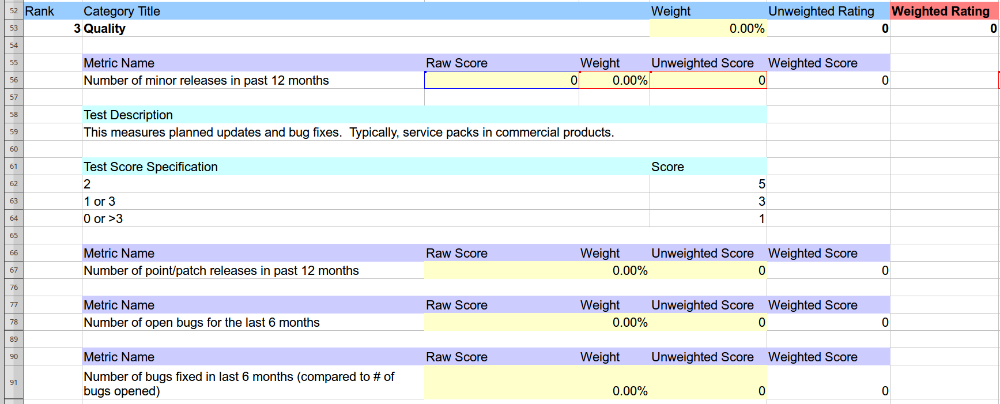 52 Rank Category Title Weight Unweighted Rating Weighted Rating
53 3 Quality 0.00% 0 0
54
55 Metric Name Raw Score Weight Unweighted Score Weighted Score
56 Number of minor releases in past 12 months 0 0.00% 0 0
57
58 Test Description
59 This measures planned updates and bug fixes.  Typically, service packs in commercial products.
60
61 Test Score Specification Score
62 2 5
63 1 or 3 3
64 0 or >3 1
65
66 Metric Name Raw Score Weight Unweighted Score Weighted Score
67 Number of point/patch releases in past 12 months 0.00% 0 0
76
77 Metric Name Raw Score Weight Unweighted Score Weighted Score
78 Number of open bugs for the last 6 months 0.00% 0 0
89
90 Metric Name Raw Score Weight Unweighted Score Weighted Score
91 Number of bugs fixed in last 6 months (compared to # of
bugs opened) 0.00% 0 0